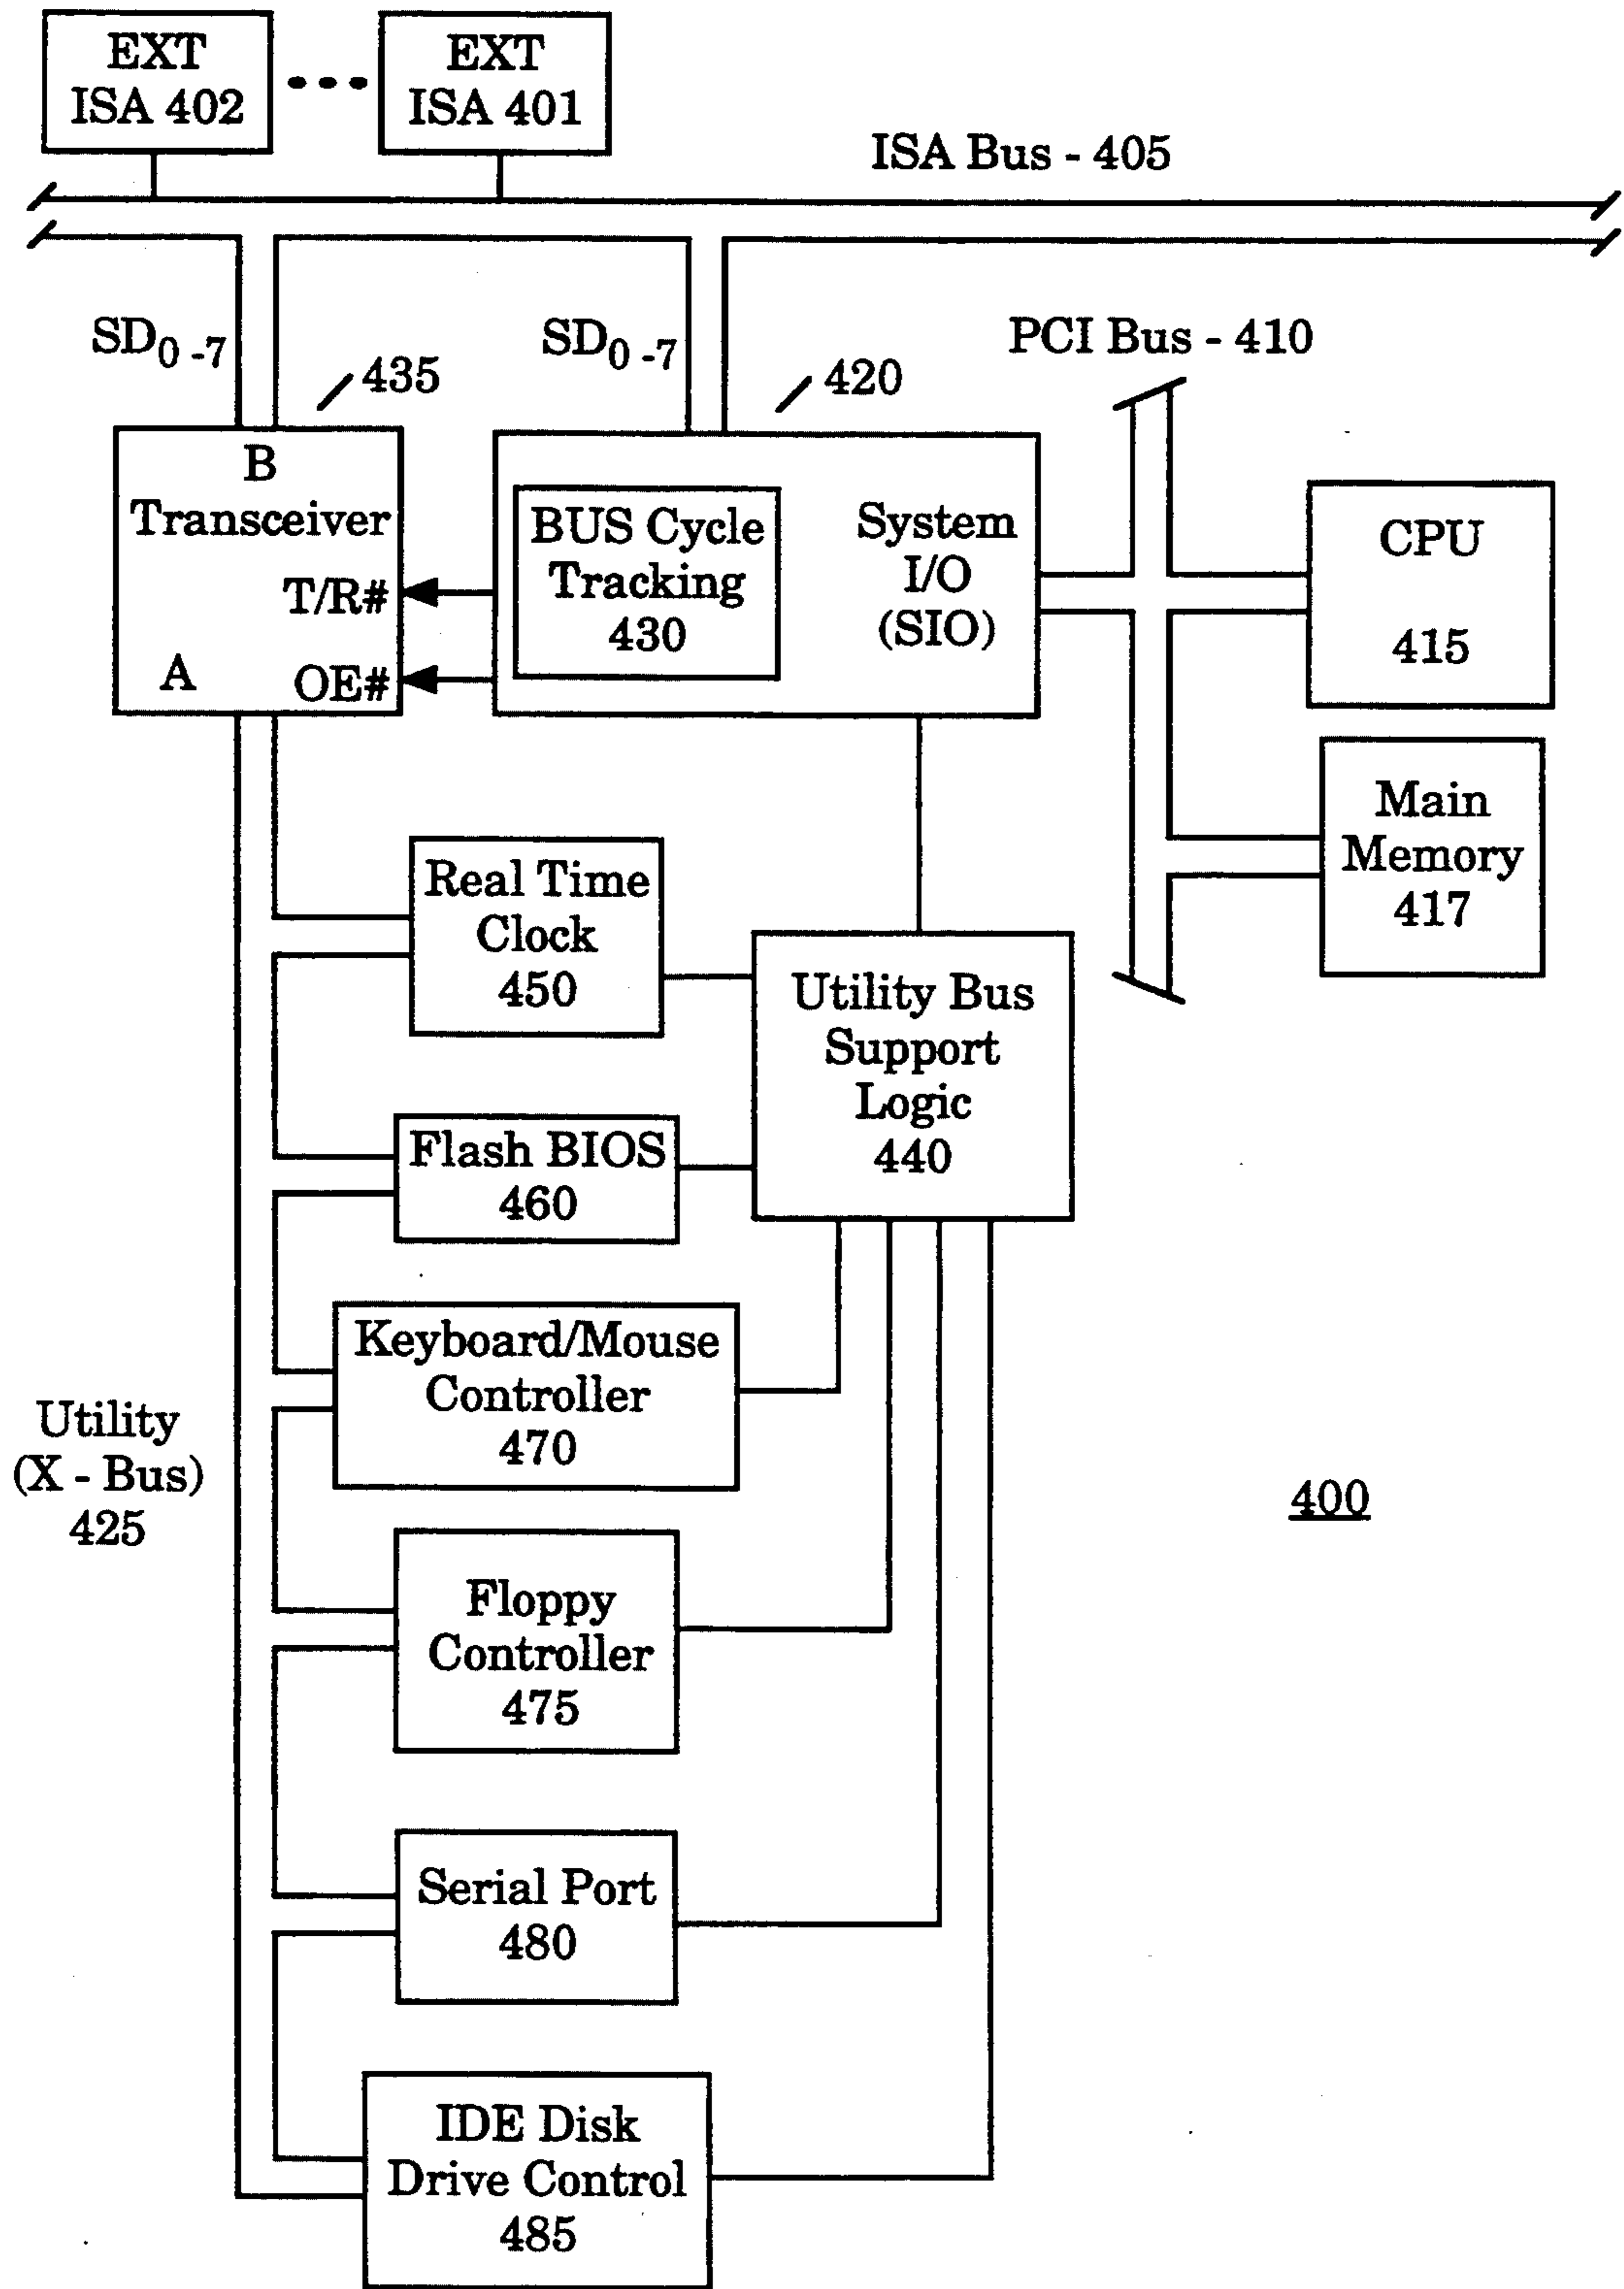 EXT
ISA 402
EXT
ISA 401
ISA Bus - 405
SD0 -7
435
SD0 -7
420
PCI Bus - 410
B
Transceiver
T/R#
A
OE#
BUS Cycle
Tracking
430
System
I/O
(SIO)
CPU
415
Main
Memory
417
Real Time
Clock
450
Utility Bus
Support
Logic
440
Flash BIOS
460
Keyboard/Mouse
Controller
470
Utility
(X - Bus)
425
400
Floppy
Controller
475
Serial Port
480
IDE Disk
Drive Control
485